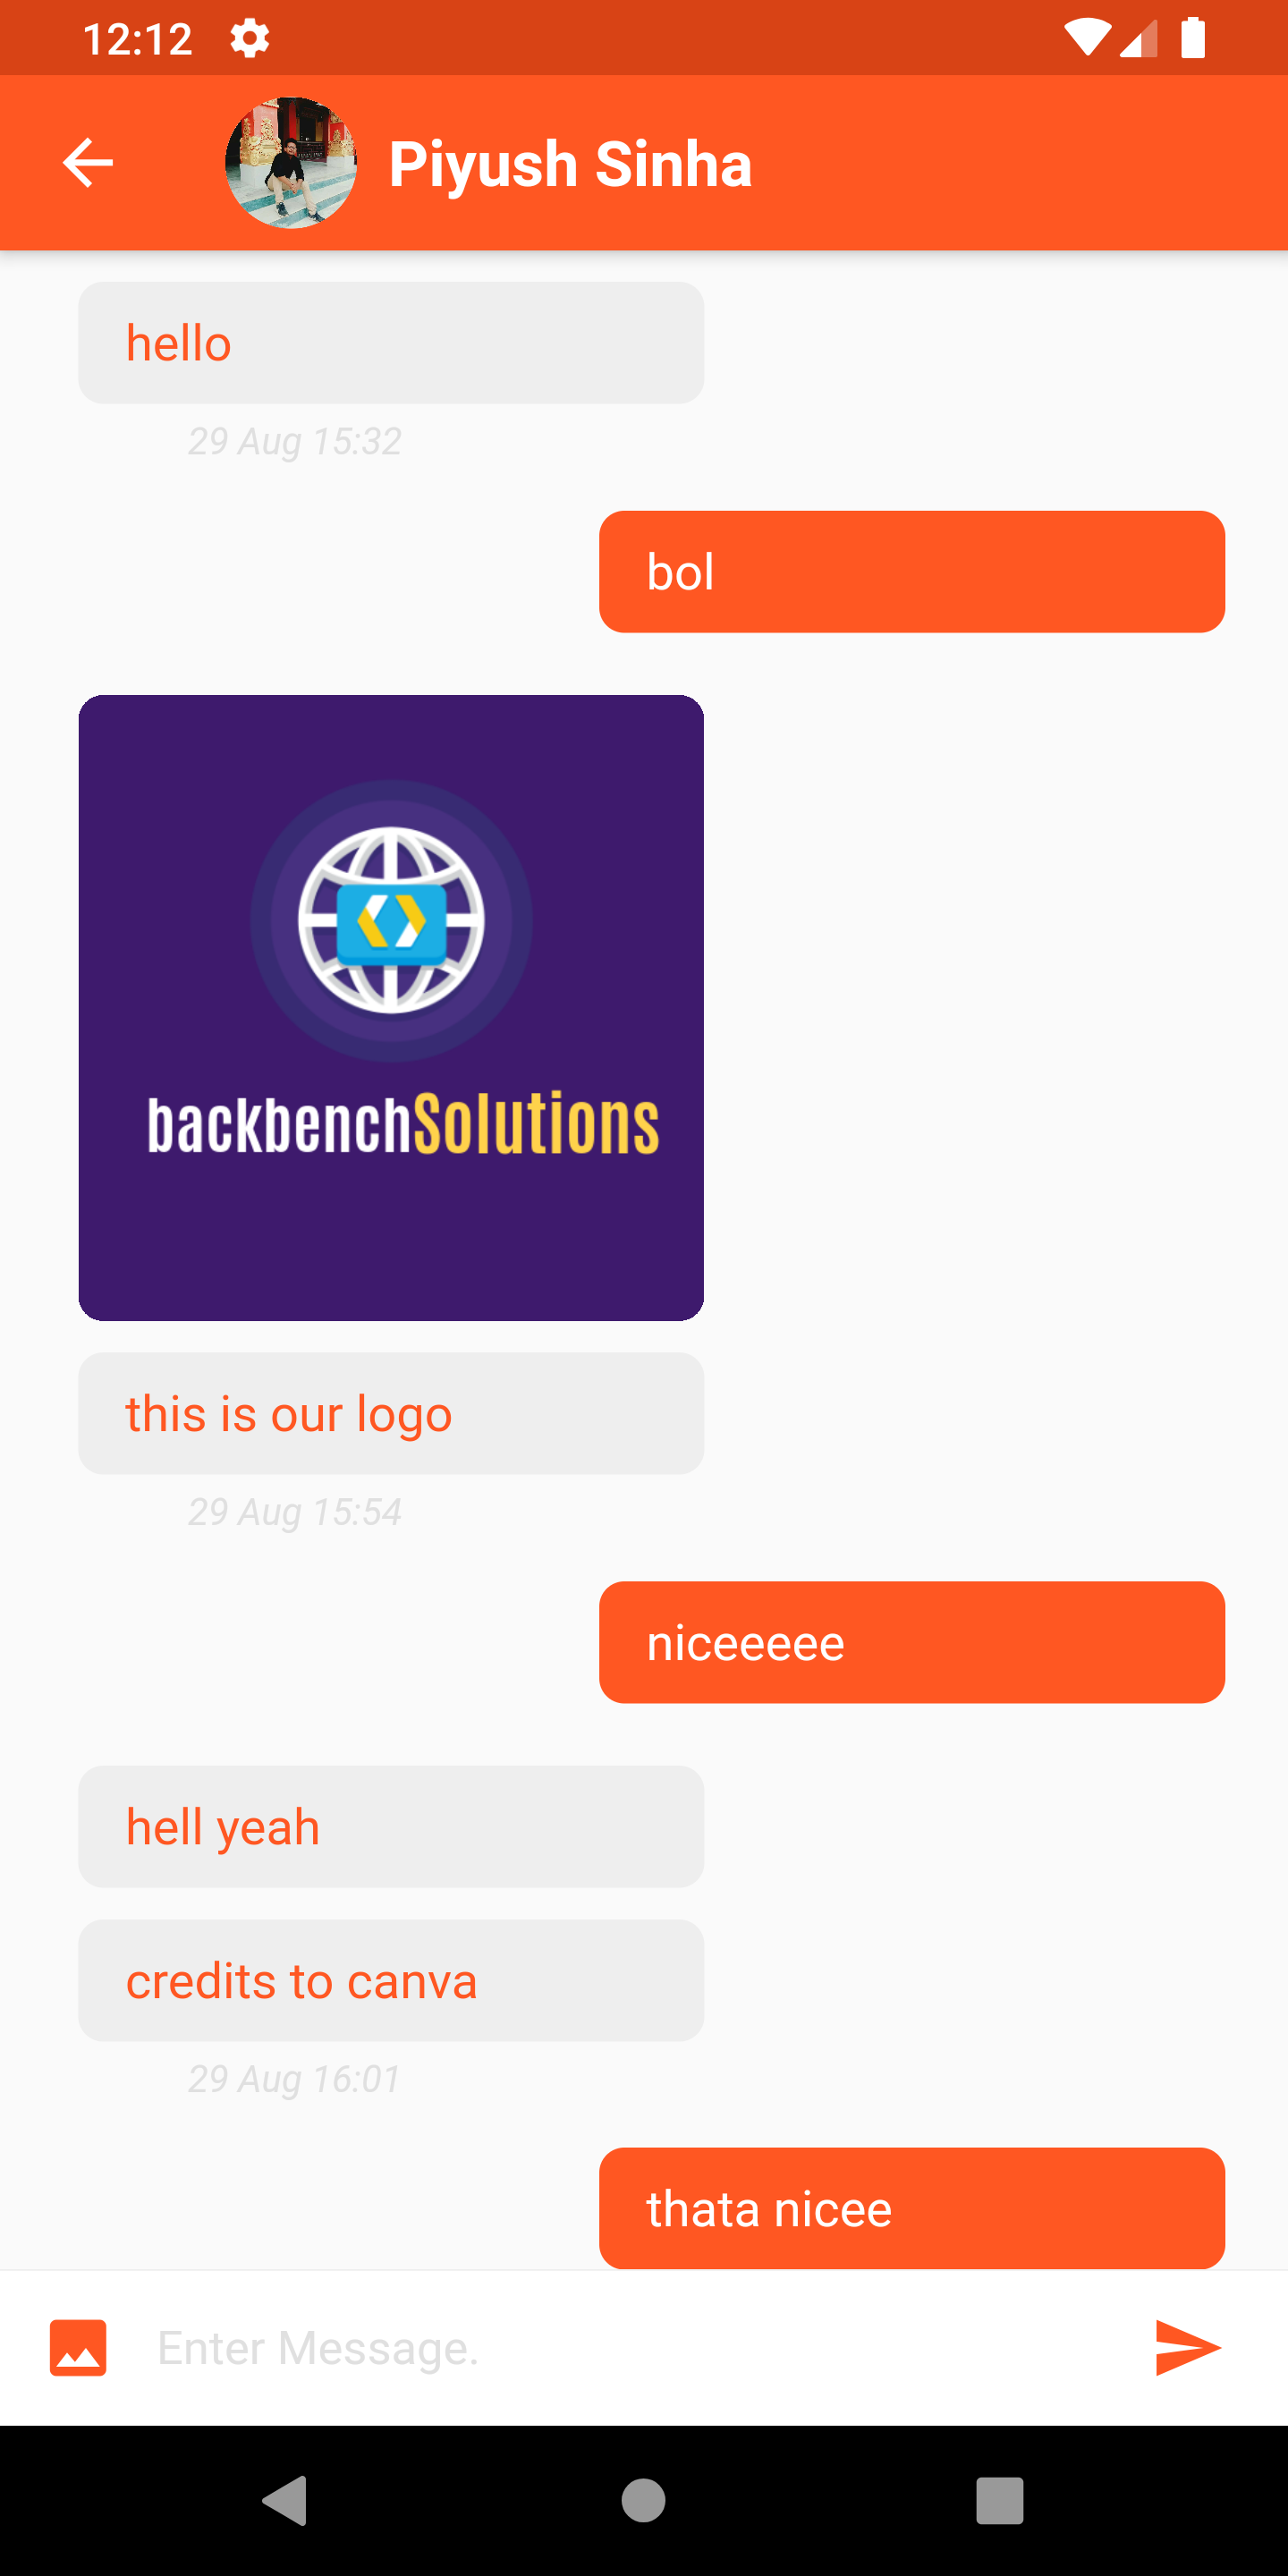 12:12
Piyush Sinha
hello
29 Aug 15:32
bol
backbenchSolutions
this is our logo
29 Aug 15:54
niceeeee
hell yeah
credits to canva
29 Aug 16:01
thata nicee
Enter Message.